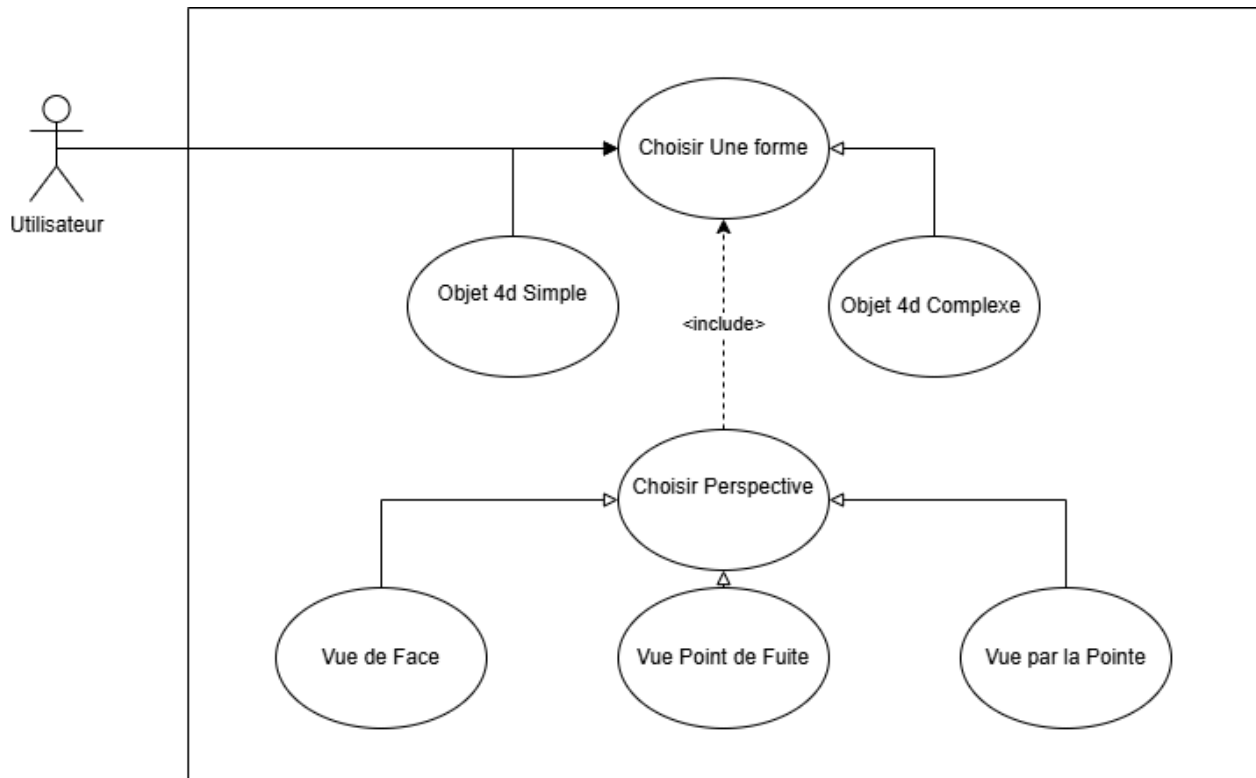 Choisir Une forme
Utilisateur
Objet 4d Simple
Objet 4d Complexe
<include>
Choisir Perspective
Vue de Face
Vue Point de Fuite
Vue par la Pointe